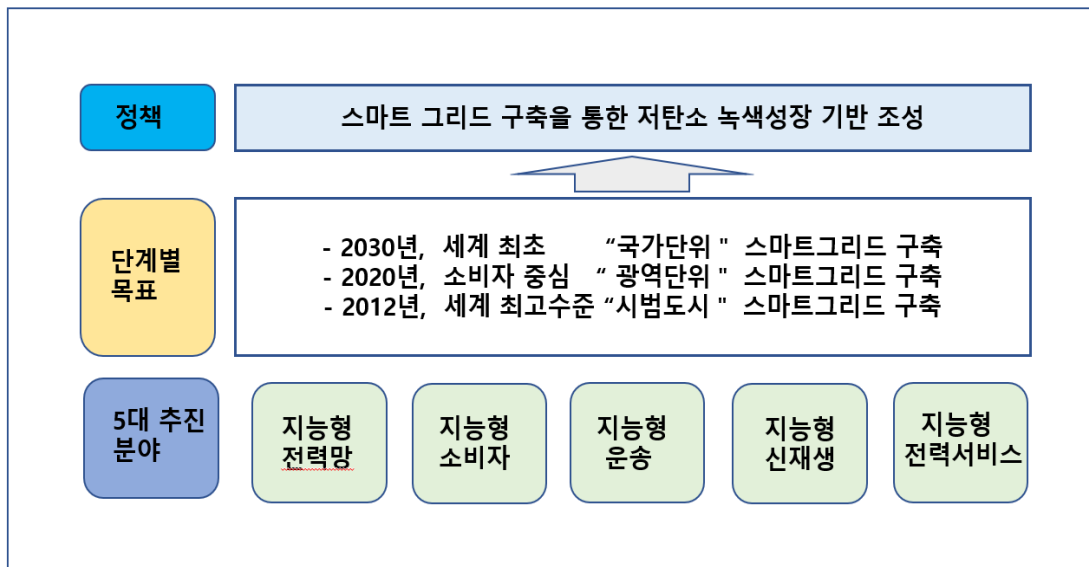 정책
스마트 그리드 구축을 통한 저탄소 녹색성장 기반 조성
단계별
목표
- 2030년, 세계 최초 “국가단위 " 스마트그리드 구축
- 2020년, 소비자 중심 “ 광역단위 " 스마트그리드 구축
- 2012년, 세계 최고수준 “시범도시 " 스마트그리드 구축
5대 추진
분야
지능형
전력망
지능형
소비자
지능형
운송
지능형
신재생
지능형
전력서비스